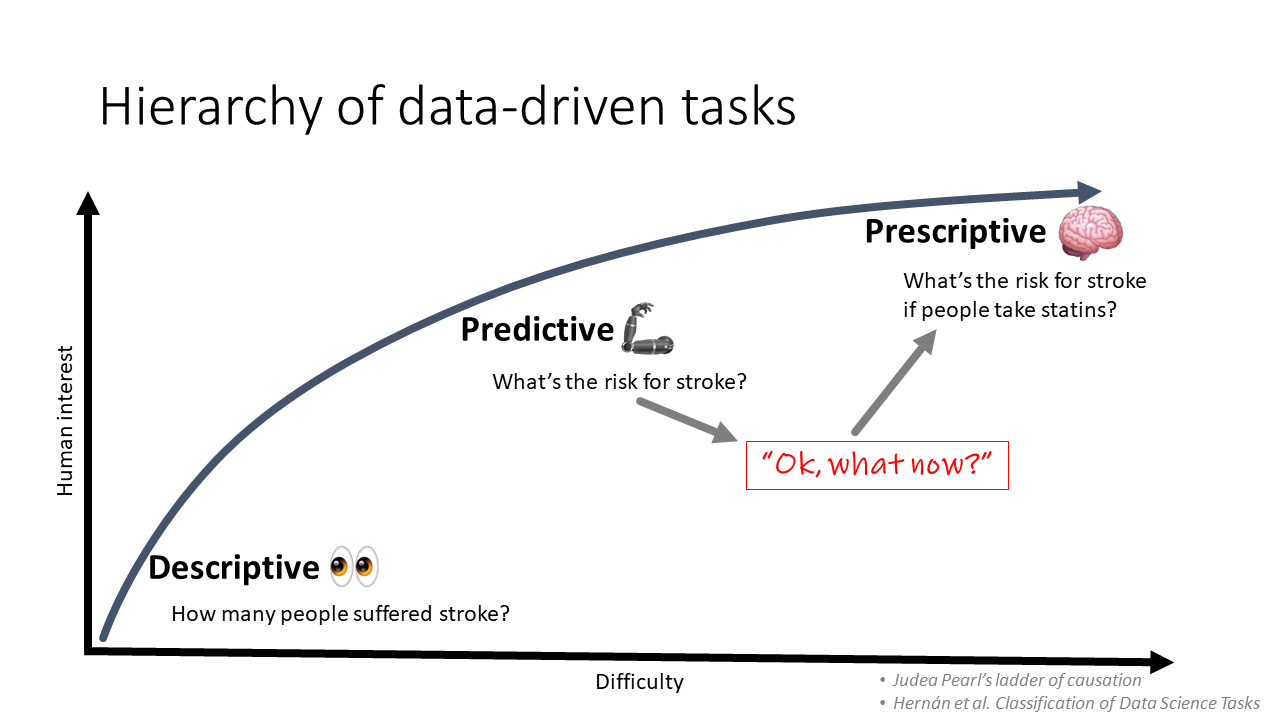 Hierarchy of data-driven tasks
Human interest
Prescriptive
What's the risk for stroke
if people take statins?
Predictive
What's the risk for stroke?
“Ok, what now?”
Descriptive
How many people suffered stroke?
Difficulty
• Judea Pearl's ladder of causation
• Hernán et al. Classification of Data Science Tasks